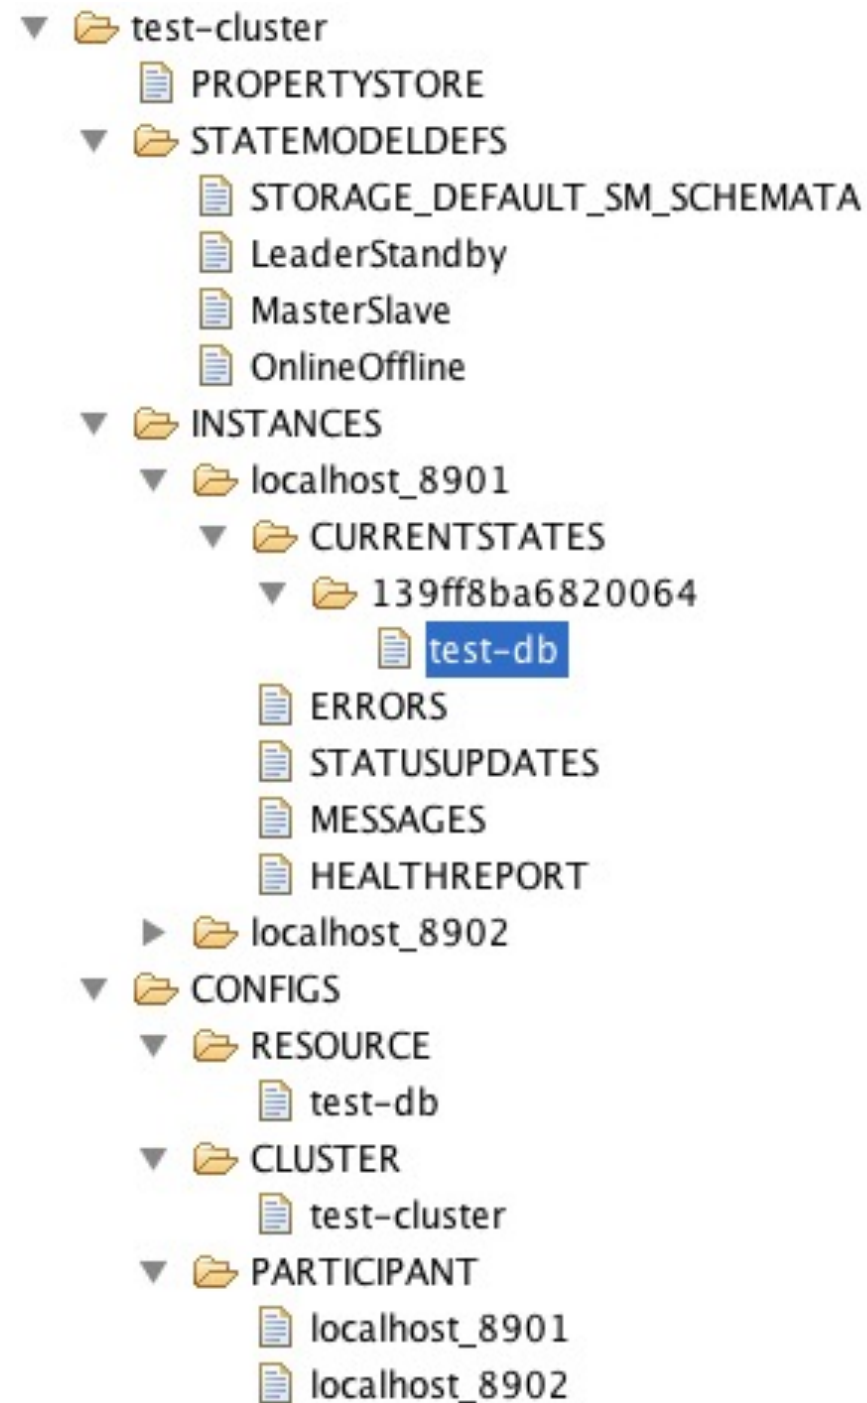 test-cluster
PROPERTYSTORE
STATEMODELDEFS
STORAGE_DEFAULT_SM_SCHEMATA
LeaderStandby
MasterSlave
OnlineOffline
INSTANCES
localhost_8901
CURRENTSTATES
139ff8ba6820064
test-db
ERRORS
STATUSUPDATES
MESSAGES
HEALTHREPORT
localhost_8902
CONFIGS
RESOURCE
test-db
CLUSTER
test-cluster
PARTICIPANT
localhost_8901
localhost_8902